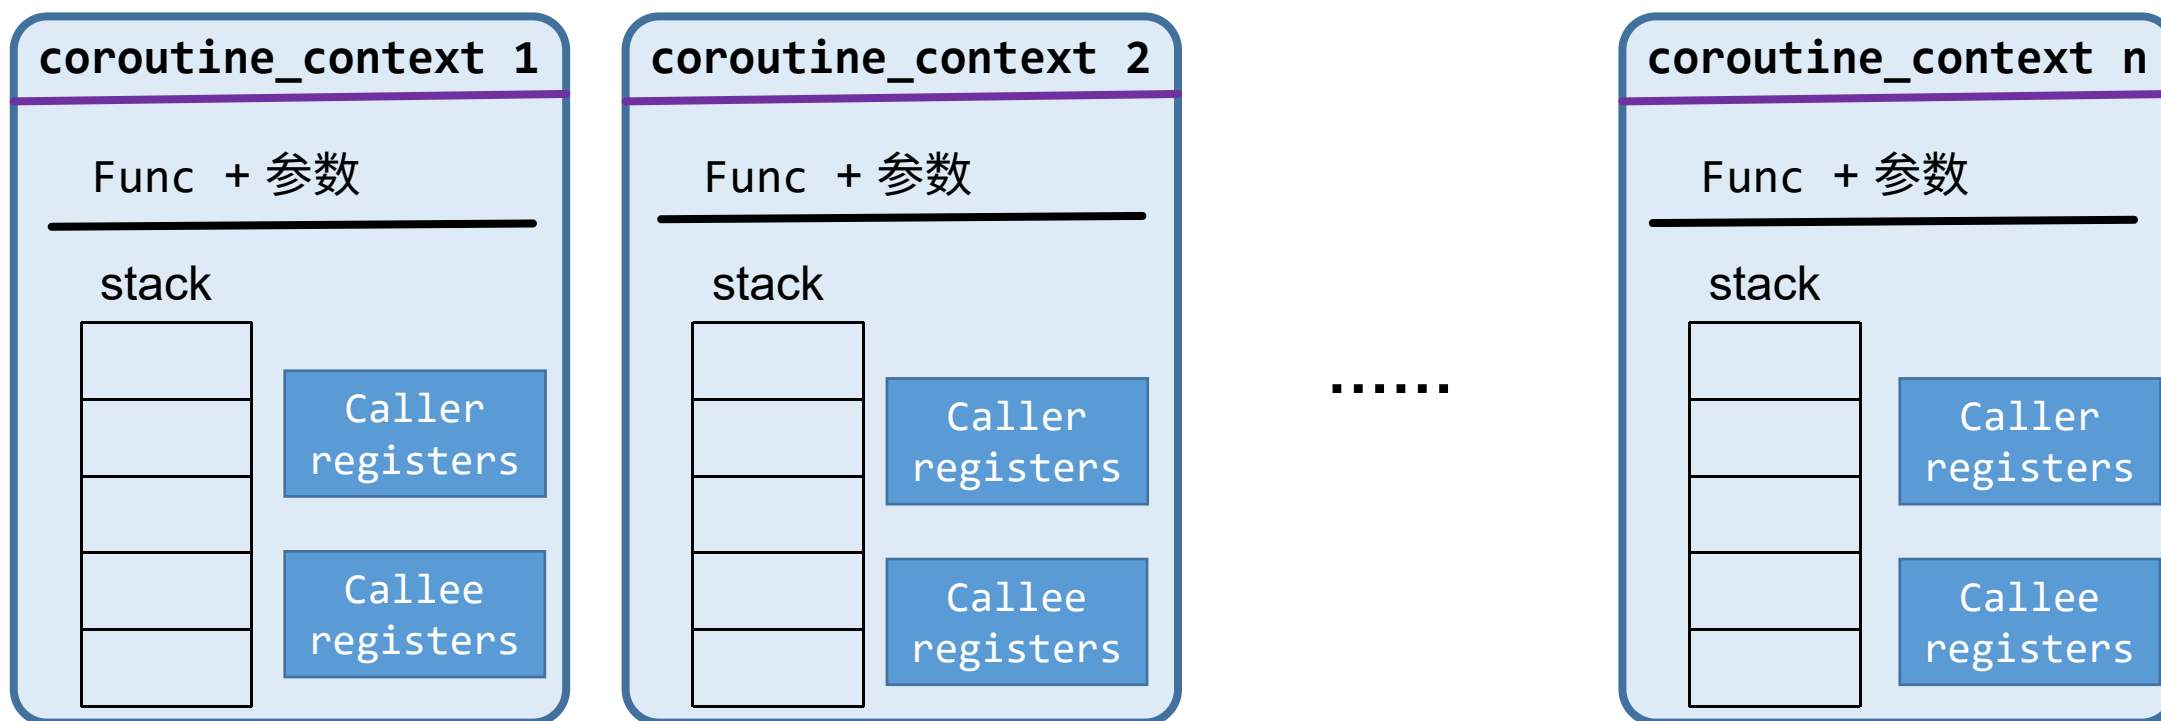 coroutine_context 1
Func + 参数
stack
Caller
registers
Callee
registers
coroutine_context 2
Func + 参数
stack
Caller
registers
Callee
registers
......
coroutine_context n
Func + 参数
stack
Caller
registers
Callee
registers